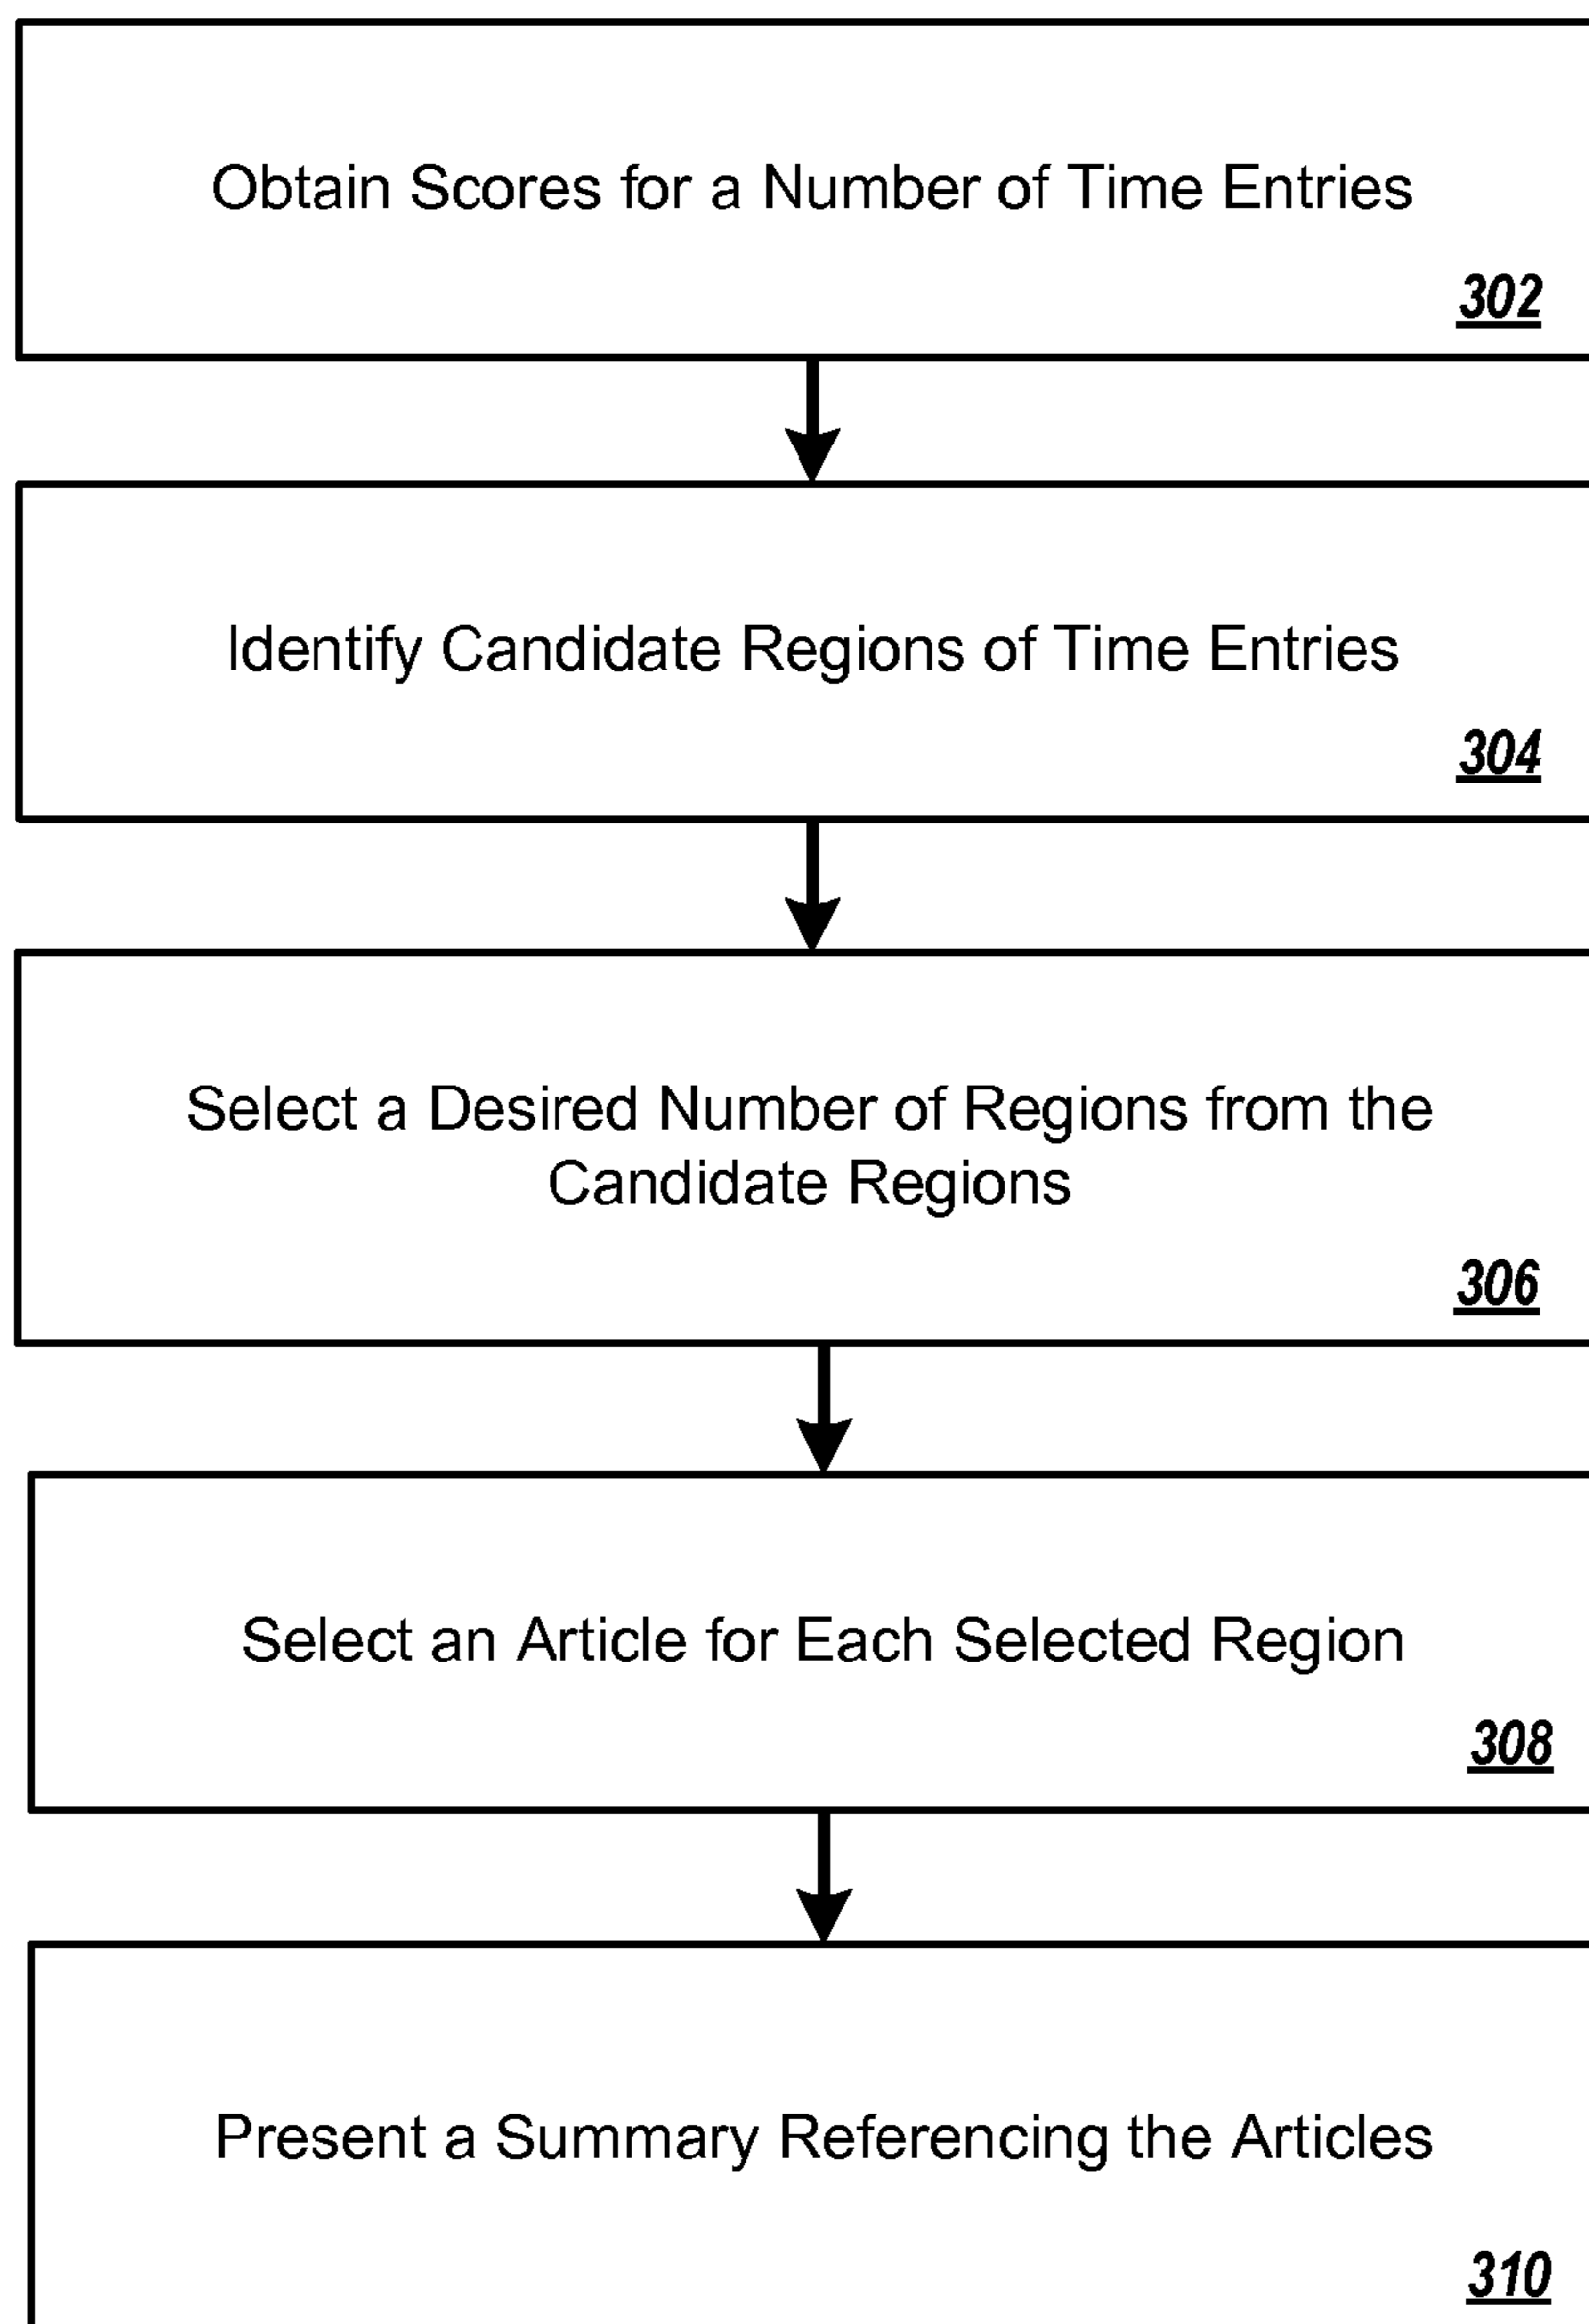 Obtain Scores for a Number of Time Entries
302
Identify Candidate Regions of Time Entries
304
Select a Desired Number of Regions from the
Candidate Regions
306
Select an Article for Each Selected Region
308
Present a Summary Referencing the Articles
310